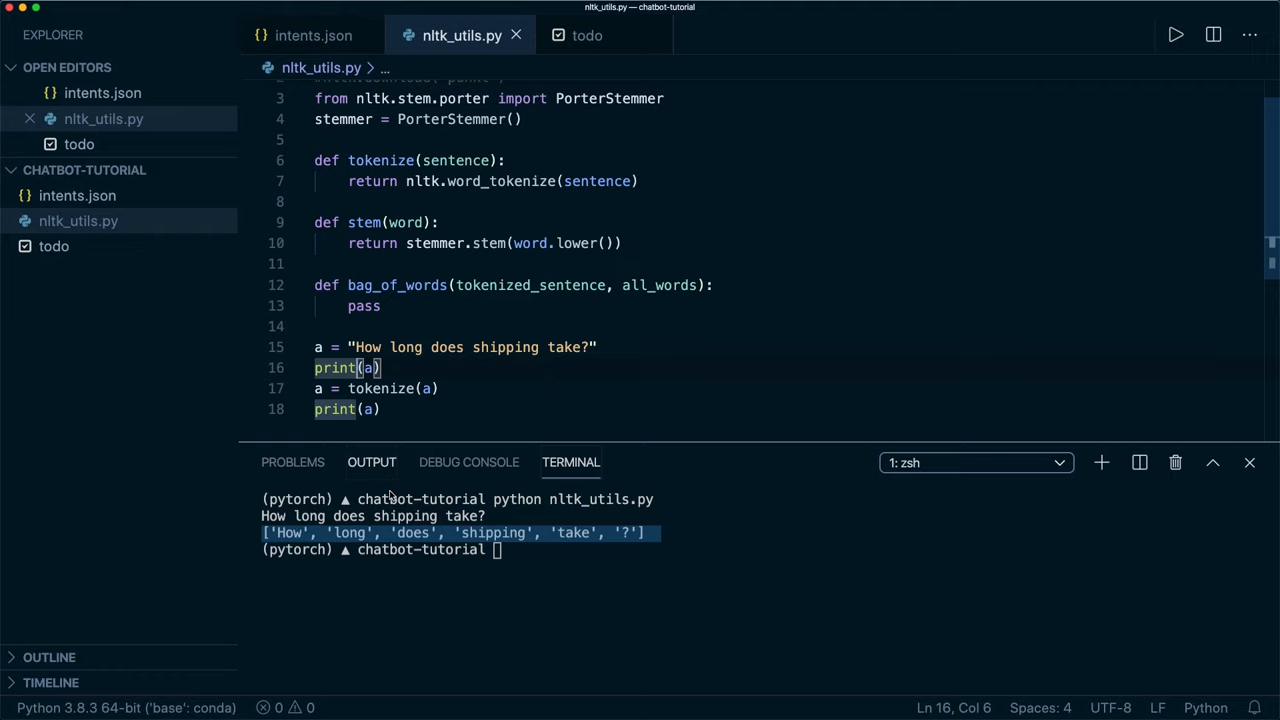 nltk_utils.py — chatbot-tutorial
EXPLORER
intents.json
nltk_utils.py
todo
OPEN EDITORS
intents.json
nltk_utils.py
todo
CHATBOT-TUTORIAL
intents.json
nltk_utils.py
todo
nltk_utils.py > ...
2 #nltk.download('punkt')
3 from nltk.stem.porter import PorterStemmer
4 stemmer = PorterStemmer()
5
6 def tokenize(sentence):
7 return nltk.word_tokenize(sentence)
8
9 def stem(word):
10 return stemmer.stem(word.lower())
11
12 def bag_of_words(tokenized_sentence, all_words):
13 pass
14
15 a = "How long does shipping take?"
16 print(a)
17 a = tokenize(a)
18 print(a)
PROBLEMS OUTPUT DEBUG CONSOLE TERMINAL 1: zsh
(pytorch) ▲ chatbot-tutorial python nltk_utils.py
How long does shipping take?
['How', 'long', 'does', 'shipping', 'take', '?']
(pytorch) ▲ chatbot-tutorial
OUTLINE
TIMELINE
Python 3.8.3 64-bit ('base': conda) 0 0 Ln 16, Col 6 Spaces: 4 UTF-8 LF Python